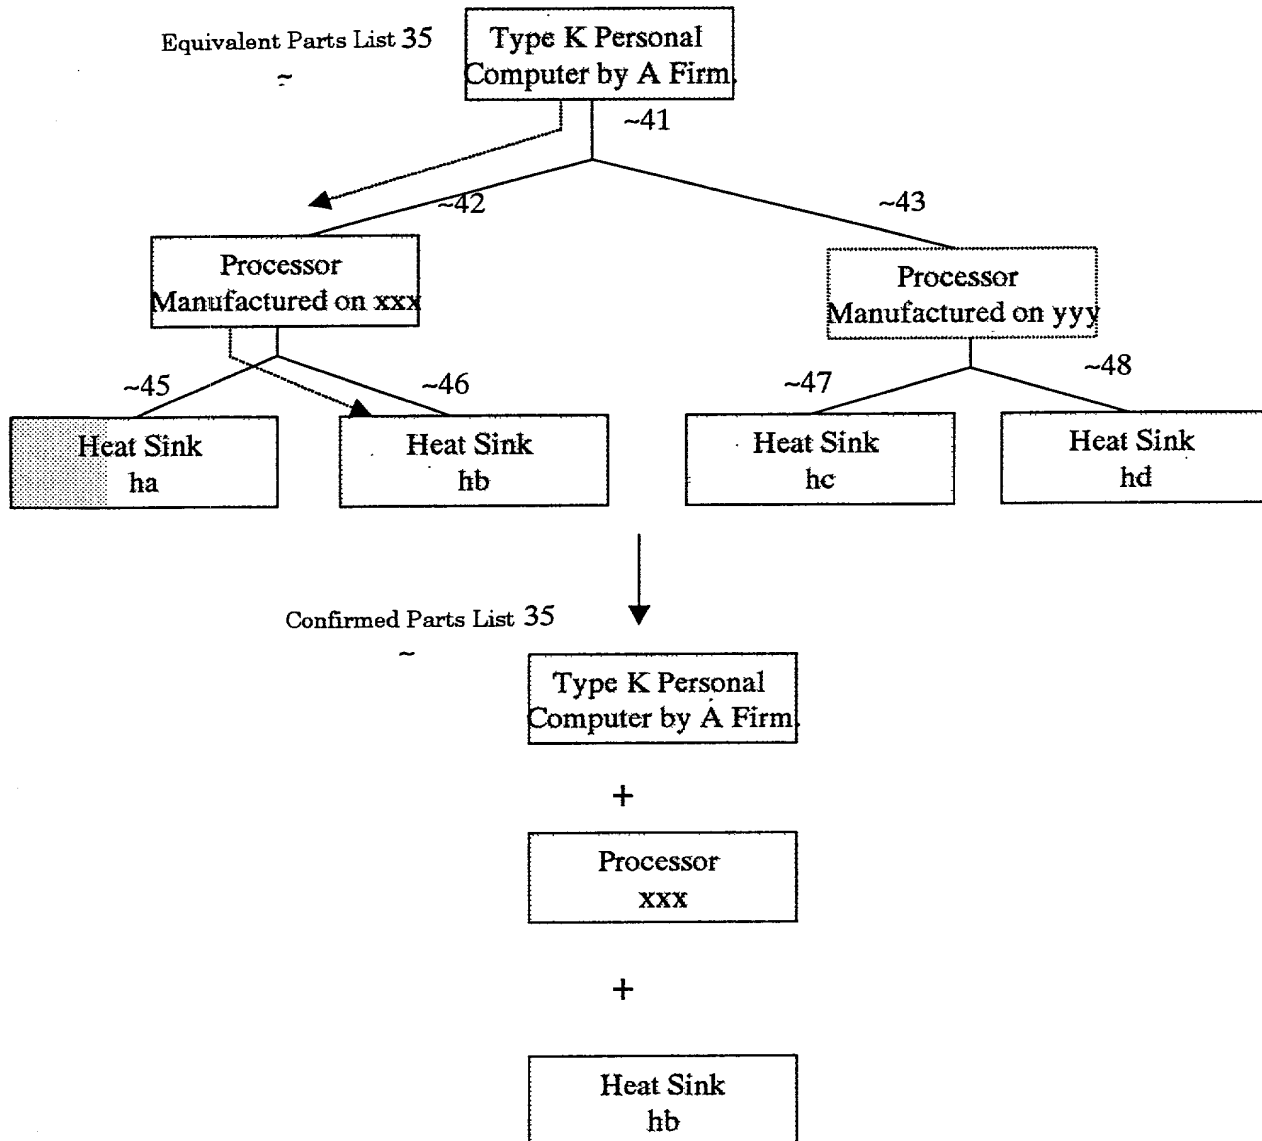 Equivalent Parts List 35
~
Type K Personal
Computer by A Firm.
~41
~42
~43
Processor
Manufactured on xxx
Processor
Manufactured on yyy
~45
~46
~47
~48
Heat Sink
ha
Heat Sink
hb
Heat Sink
hc
Heat Sink
hd
Confirmed Parts List 35
~
Type K Personal
Computer by A Firm.
+
Processor
xxx
+
Heat Sink
hb